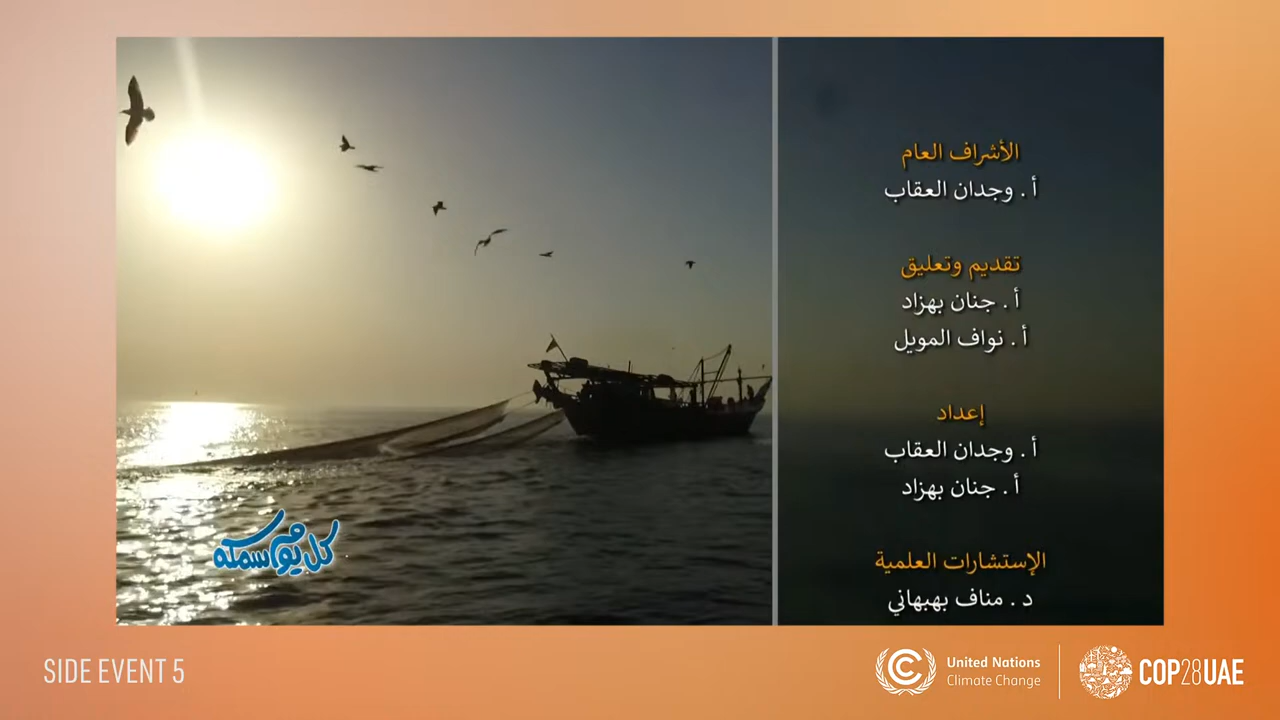 الأشراف العام
أ . وجدان العقاب
تقديم وتعليق
أ . جنان بهزاد
أ . نواف المويل
إعداد
أ . وجدان العقاب
أ . جنان بهزاد
الإستشارات العلمية
د . مناف بهبهاني
كل يوم سمكه
SIDE EVENT 5
United Nations
Climate Change
COP28UAE